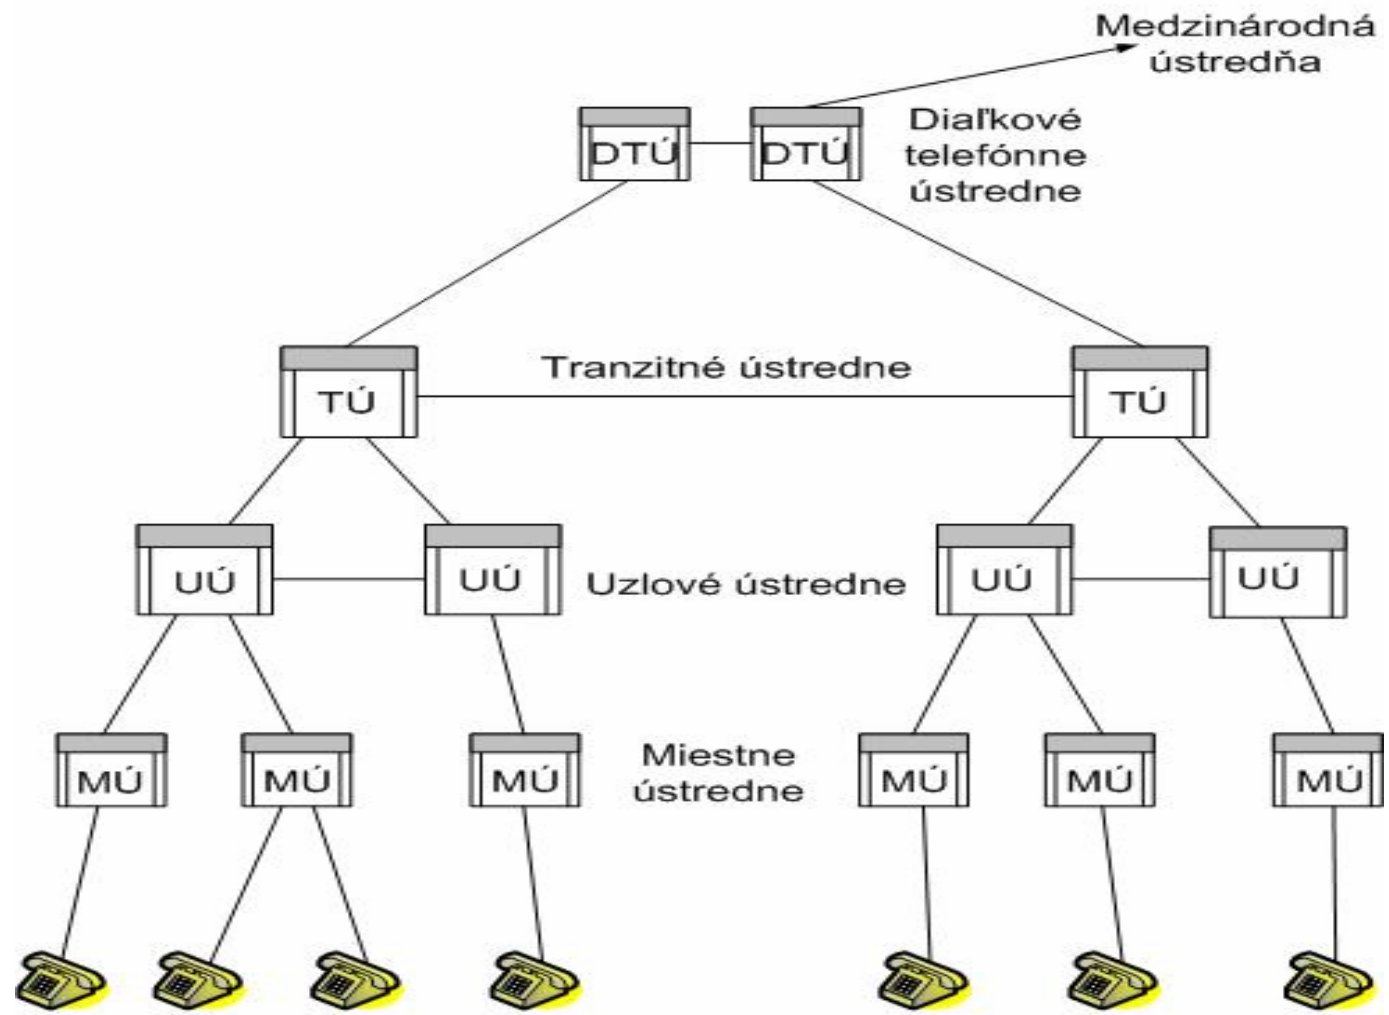 Medzinárodná
ústredňa
DTÚ DTÚ
Diaľkové
telefónne
ústredne
Tranzitné ústredne
TÚ TÚ
UÚ UÚ Uzlové ústredne UÚ UÚ
Miestne
ústredne
MÚ MÚ MÚ MÚ MÚ MÚ